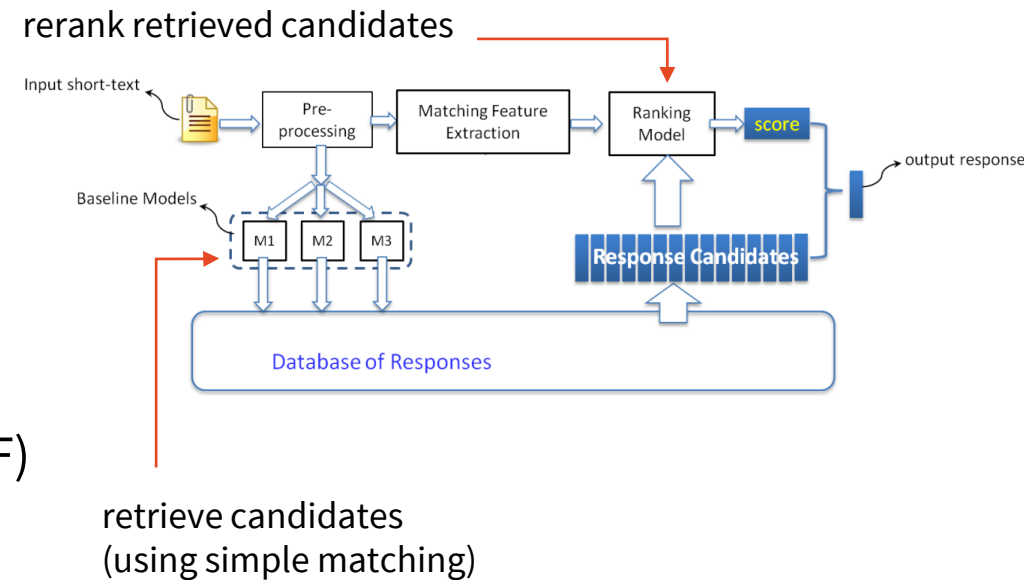 rerank retrieved candidates
Input short-text
Pre-
processing
Matching Feature
Extraction
Ranking
Model
score
output response
Baseline Models
M1
M2
M3
Response Candidates
Database of Responses
F)
retrieve candidates
(using simple matching)